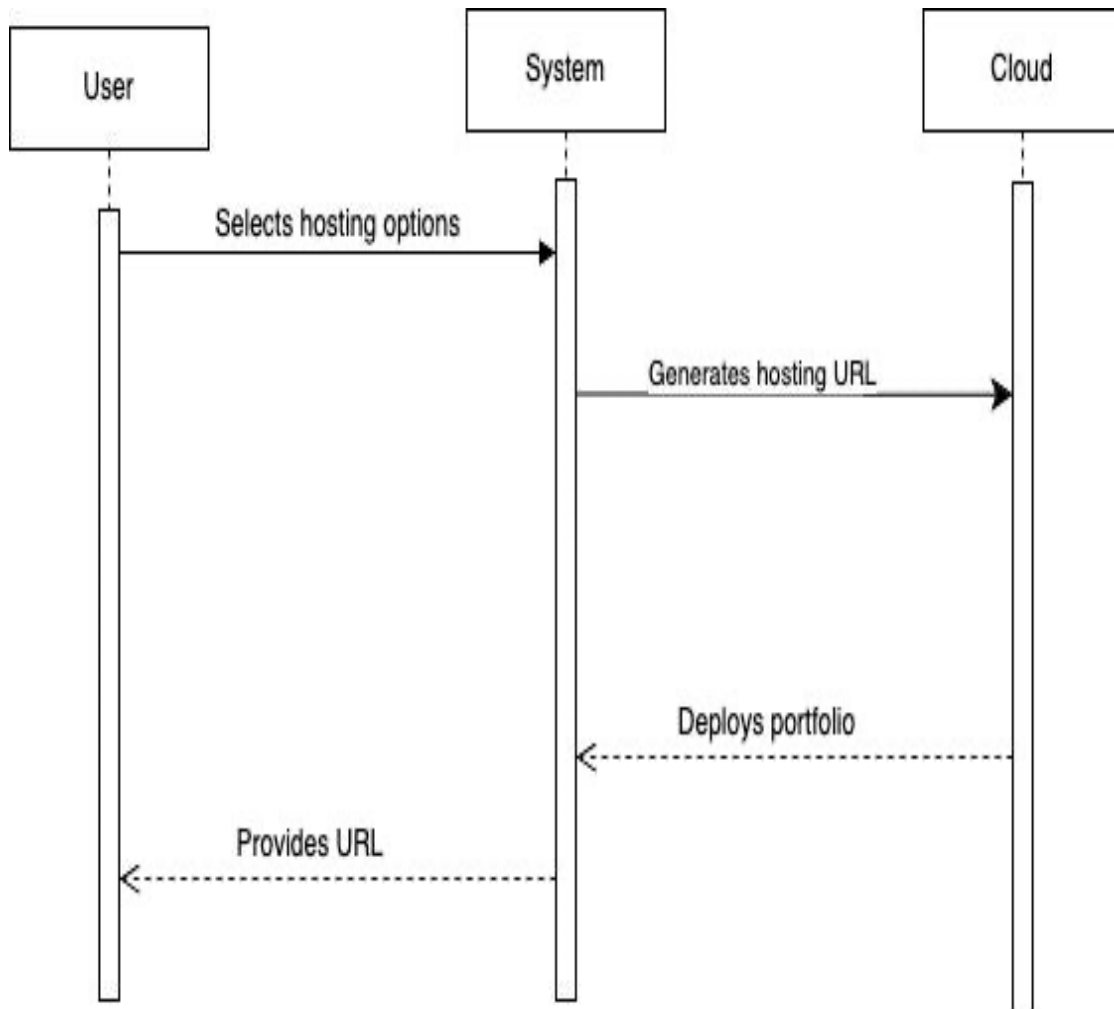 User
System
Cloud
Selects hosting options
Generates hosting URL
Deploys portfolio
Provides URL